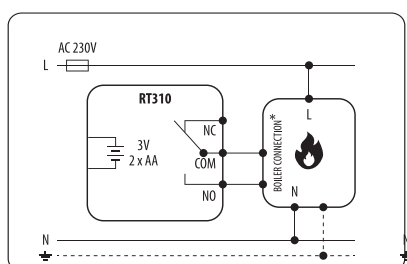 AC 230V
L
RT310
NC
3V
2 x AA
COM
NO
BOILER CONNECTION*
L
N
N
N